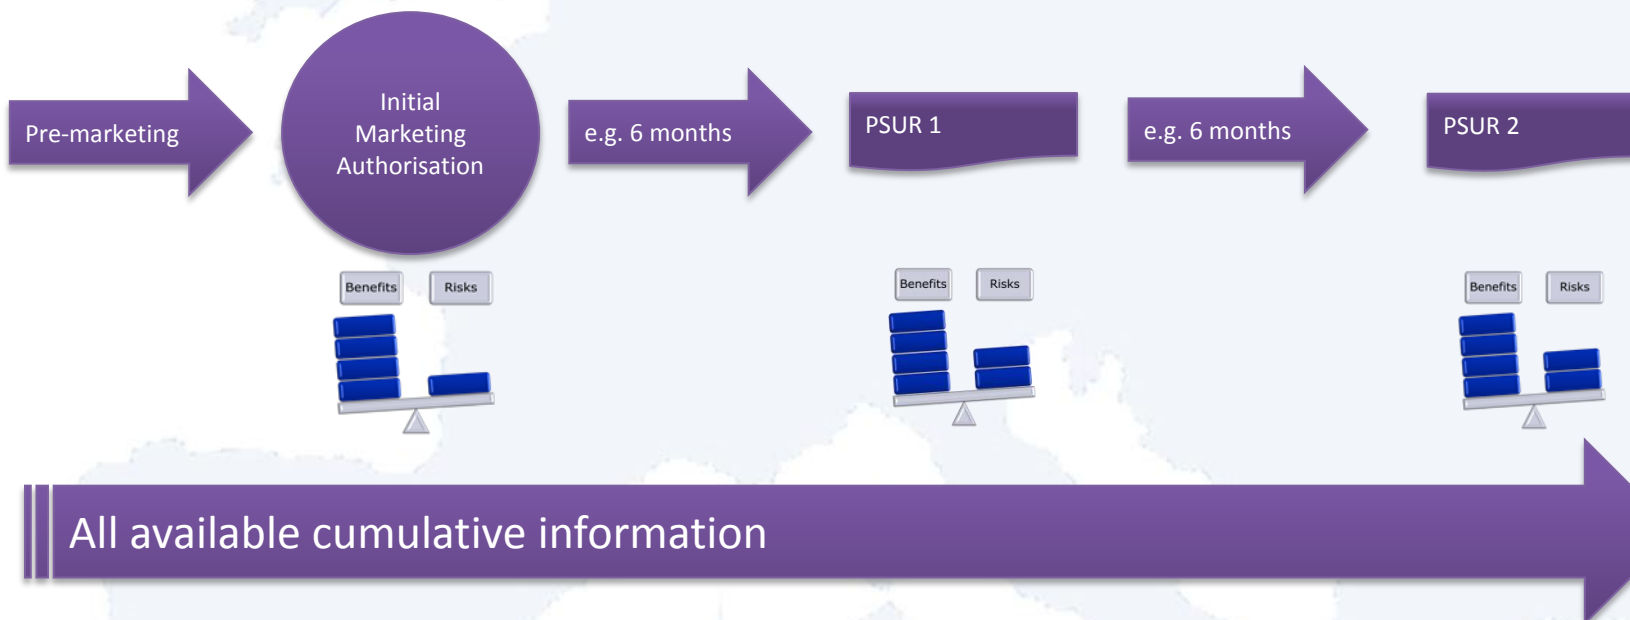 Pre-marketing
Initial
Marketing
Authorisation
e.g. 6 months
PSUR 1
e.g. 6 months
PSUR 2
Benefits
Risks
Benefits
Risks
Benefits
Risks
All available cumulative information